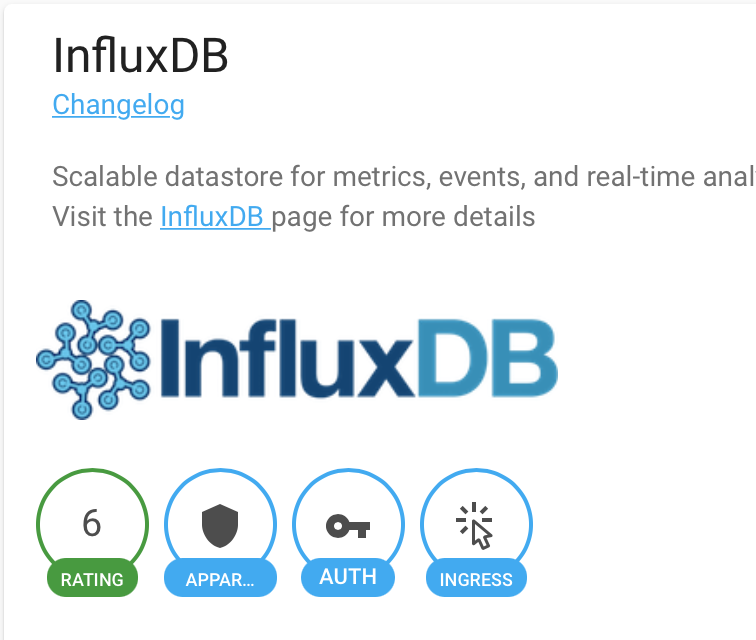 InfluxDB
Changelog
Scalable datastore for metrics, events, and real-time anal
Visit the InfluxDB page for more details
InfluxDB
6
RATING
APPAR...
AUTH
INGRESS